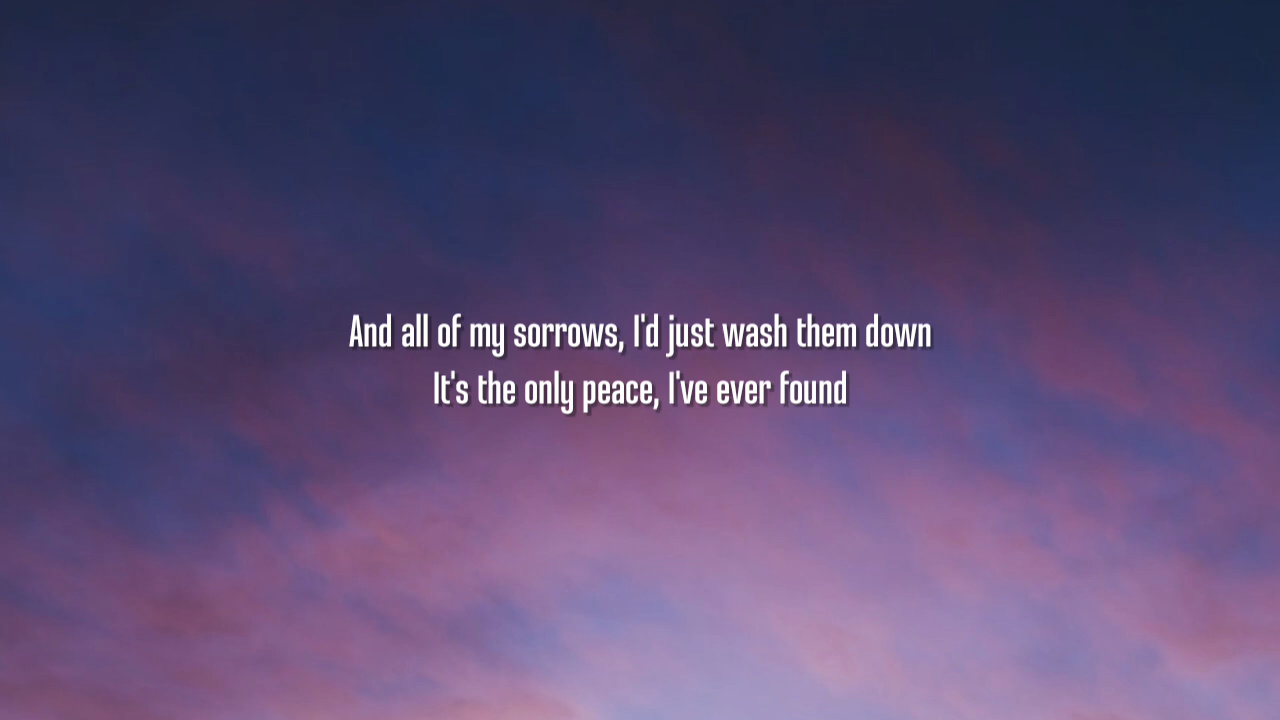 And all of my sorrows, I'd just wash them down
It's the only peace, I've ever found